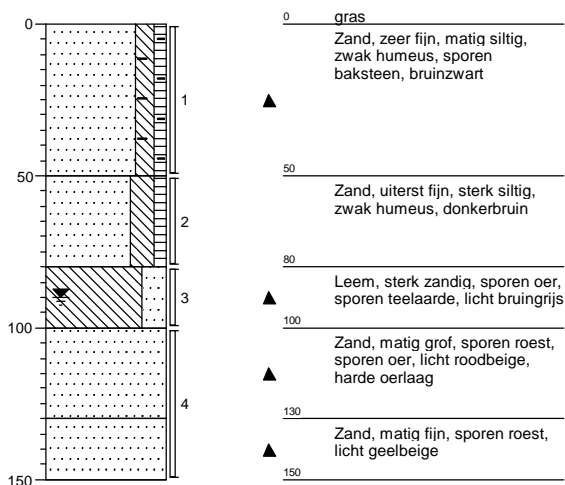 0
50
100
150
1
2
3
4
0 gras
Zand, zeer fijn, matig siltig,
zwak humeus, sporen
baksteen, bruinzwart
50
Zand, uiterst fijn, sterk siltig,
zwak humeus, donkerbruin
80
Leem, sterk zandig, sporen oer,
sporen teelaarde, licht bruingrijs
100
Zand, matig grof, sporen roest,
sporen oer, licht roodbeige,
harde oerlaag
130
Zand, matig fijn, sporen roest,
licht geelbeige
150